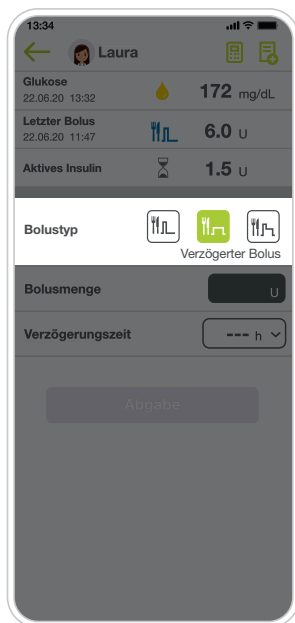 13:34
Laura
Glukose
22.06.20 13:32
172 mg/dL
Letzter Bolus
22.06.20 11:47
6.0 U
Aktives Insulin
1.5 U
Bolustyp
Verzögerter Bolus
Bolusmenge
U
Verzögerungszeit
--- h
Abgabe